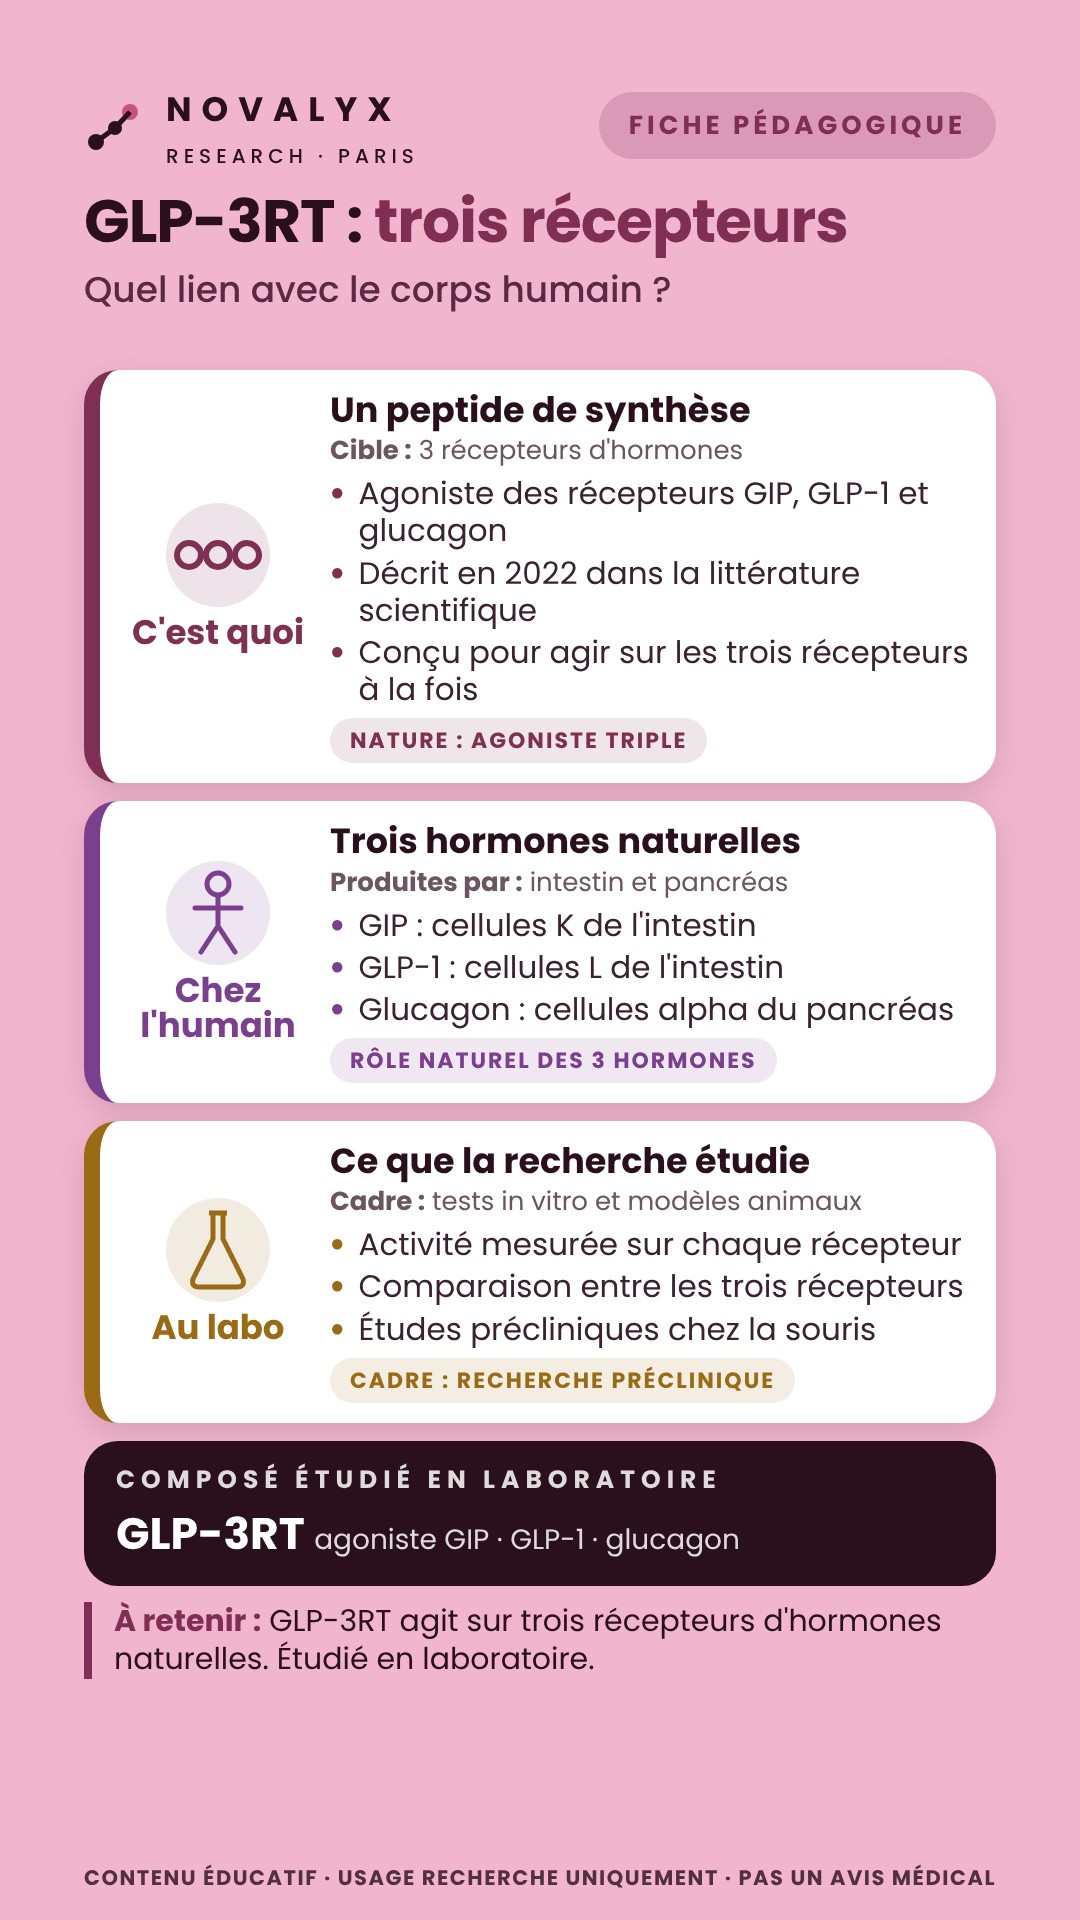 NOVALYX
RESEARCH · PARIS
FICHE PÉDAGOGIQUE
GLP-3RT : trois récepteurs
Quel lien avec le corps humain ?
C'est quoi
Un peptide de synthèse
Cible : 3 récepteurs d'hormones
• Agoniste des récepteurs GIP, GLP-1 et
glucagon
• Décrit en 2022 dans la littérature
scientifique
• Conçu pour agir sur les trois récepteurs
à la fois
NATURE : AGONISTE TRIPLE
Chez
l'humain
Trois hormones naturelles
Produites par : intestin et pancréas
• GIP : cellules K de l'intestin
• GLP-1 : cellules L de l'intestin
• Glucagon : cellules alpha du pancréas
RÔLE NATUREL DES 3 HORMONES
Au labo
Ce que la recherche étudie
Cadre : tests in vitro et modèles animaux
• Activité mesurée sur chaque récepteur
• Comparaison entre les trois récepteurs
• Études précliniques chez la souris
CADRE : RECHERCHE PRÉCLINIQUE
COMPOSÉ ÉTUDIÉ EN LABORATOIRE
GLP-3RT agoniste GIP · GLP-1 · glucagon
À retenir : GLP-3RT agit sur trois récepteurs d'hormones
naturelles. Étudié en laboratoire.
CONTENU ÉDUCATIF · USAGE RECHERCHE UNIQUEMENT · PAS UN AVIS MÉDICAL